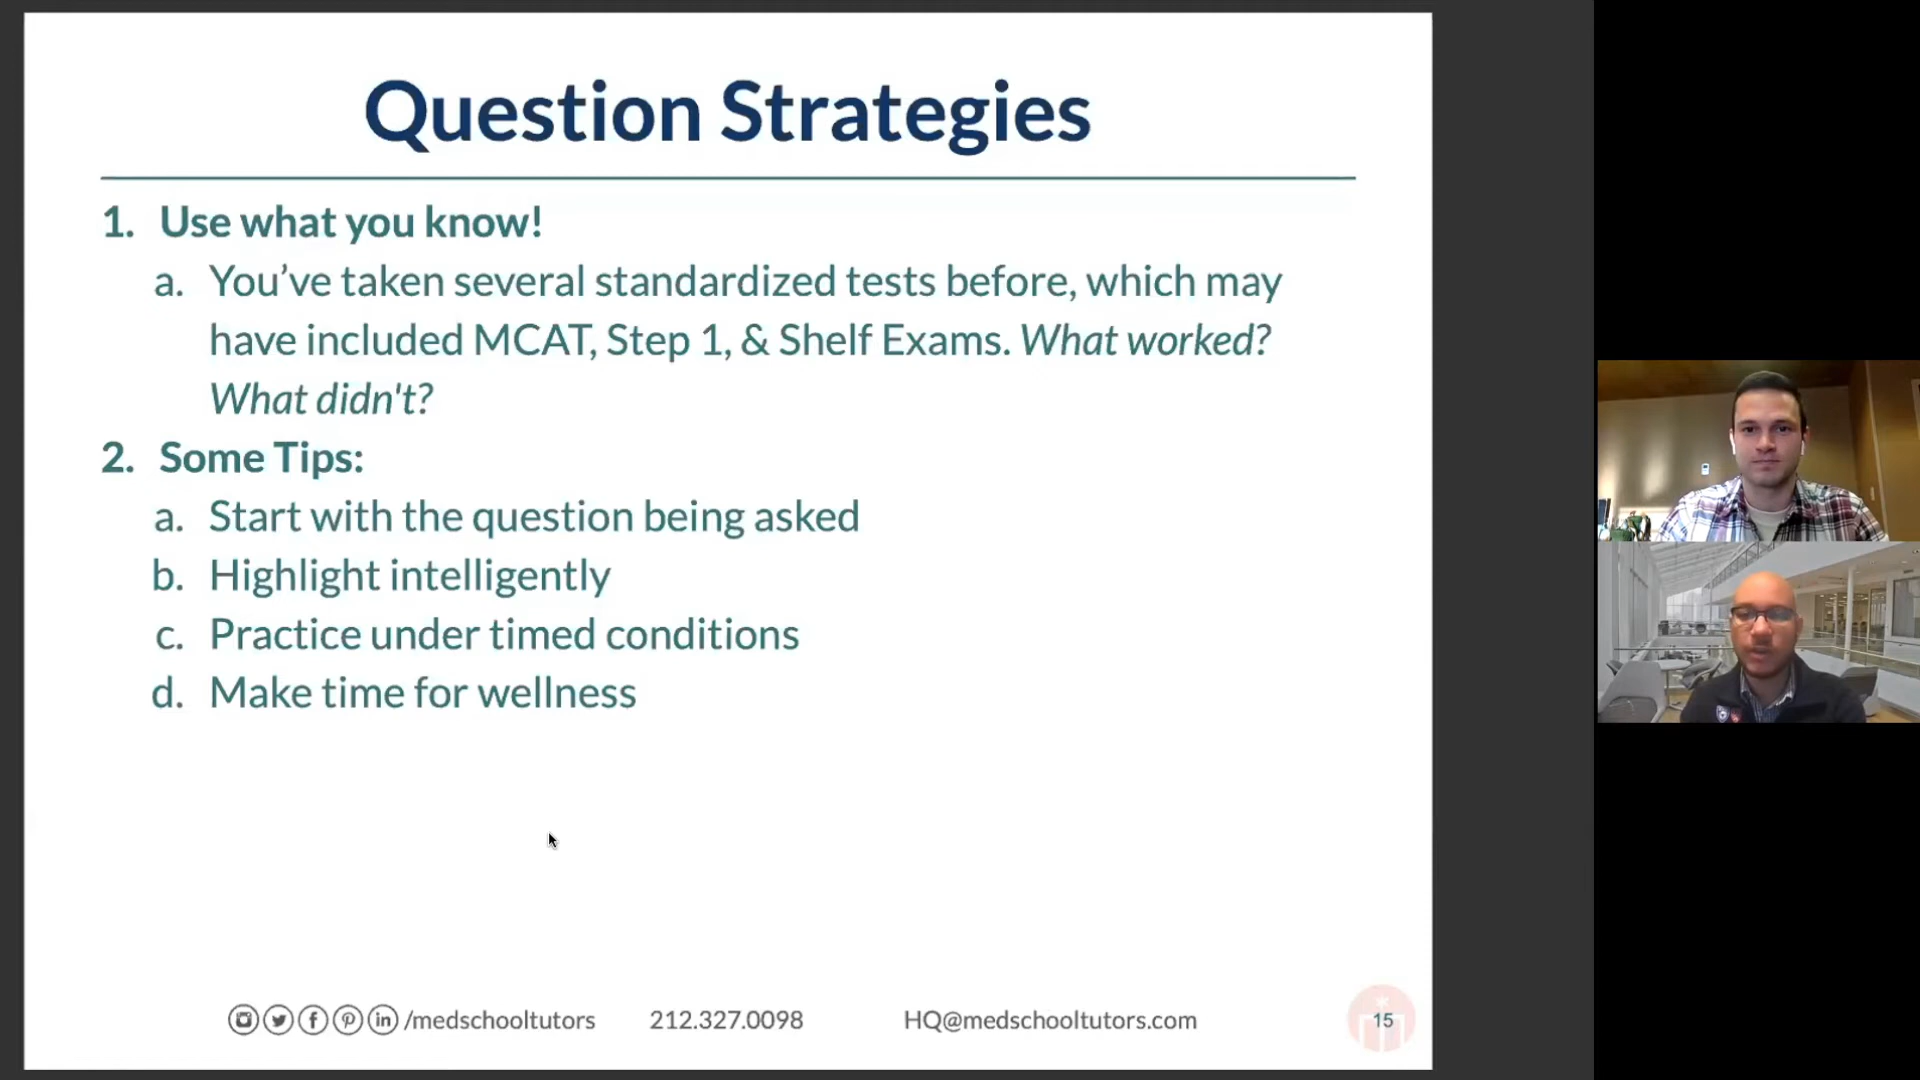 Question Strategies
1. Use what you know!
a. You’ve taken several standardized tests before, which may
have included MCAT, Step 1, & Shelf Exams. What worked?
What didn't?
2. Some Tips:
a. Start with the question being asked
b. Highlight intelligently
c. Practice under timed conditions
d. Make time for wellness
/medschooltutors 212.327.0098 HQ@medschooltutors.com 15